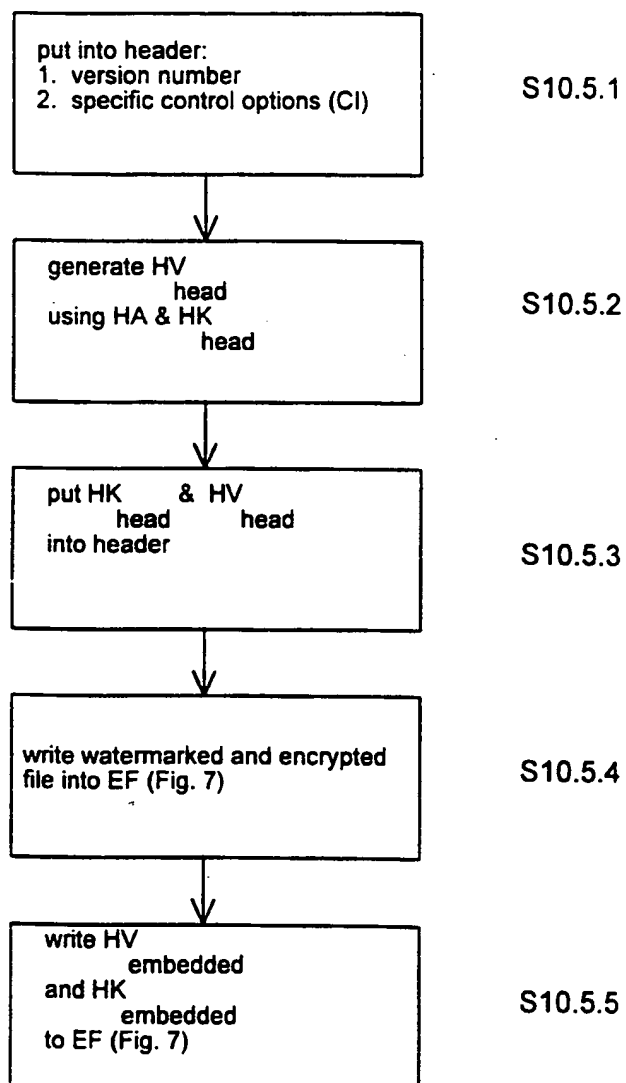 put into header:
1. version number
2. specific control options (CI)
S10.5.1
generate HV
head
using HA & HK
head
S10.5.2
put HK & HV
head head
into header
S10.5.3
write watermarked and encrypted
file into EF (Fig. 7)
S10.5.4
write HV
embedded
and HK
embedded
to EF (Fig. 7)
S10.5.5